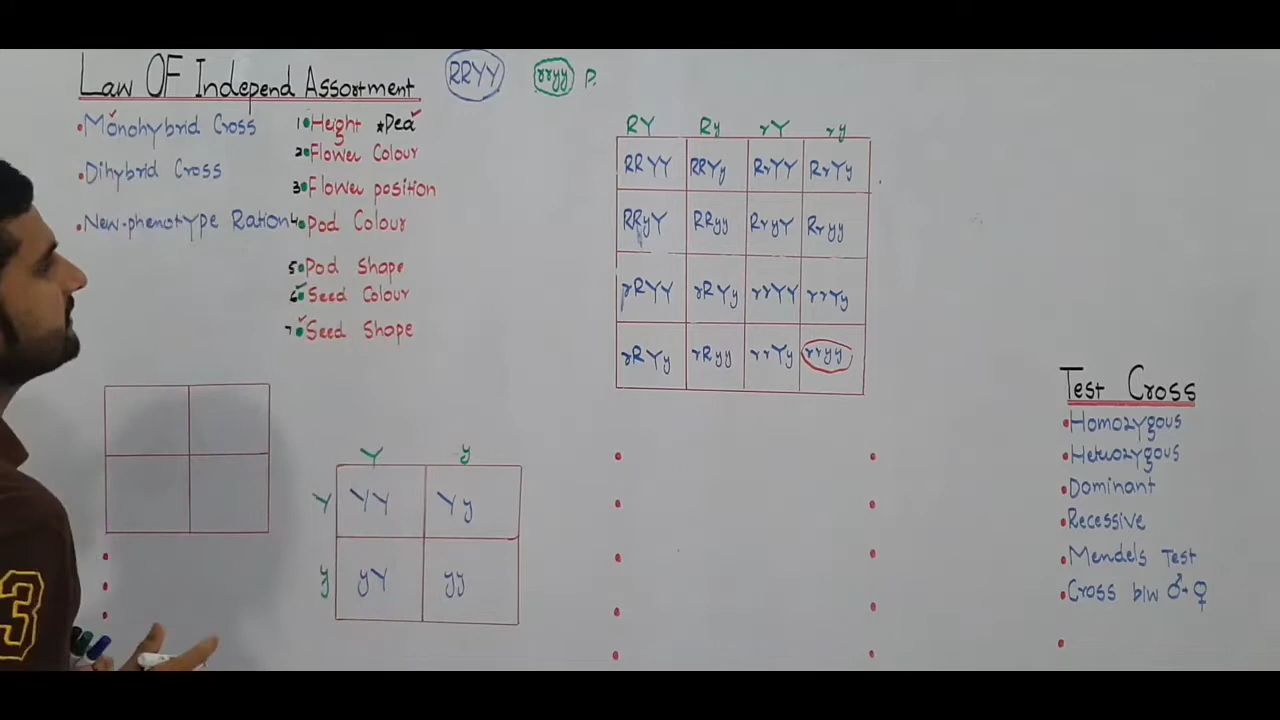 Law OF Independ Assortment
RRYY
rryy P.
•Monohybrid Cross
•Dihybrid Cross
•New-phenotype Ration
1•Height *Pea
2•Flower Colour
3•Flower position
4•Pod Colour
5•Pod Shape
6•Seed Colour
7•Seed Shape
RY Ry rY ry
RRYY RRYy RrYY RrYy
RRyY RRyy RryY Rryy
rRYY rRYy rrYY rrYy
rRYy rRyy rrYy rryy
Y y
Y YY Yy
y yY yy
Test Cross
•Homozygous
•Hetuozygous
•Dominant
•Recessive
•Mendels Test
•Cross b/w ♂+♀
3